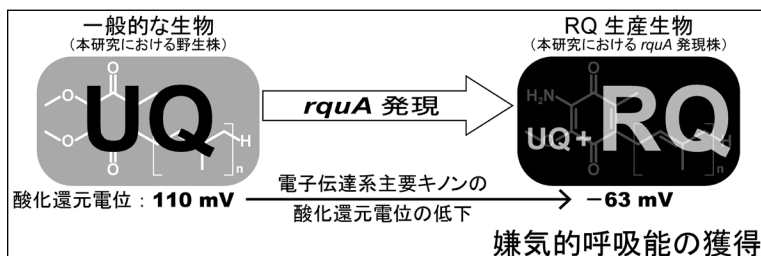 一般的な生物
（本研究における野生株）
RQ 生産生物
（本研究における rquA 発現株）
O
O
O
O
UQ
H
n
rquA 発現
O
H₂N
O
O
UQ+RQ
H
n
酸化還元電位：110 mV
電子伝達系主要キノンの
酸化還元電位の低下
−63 mV
嫌気的呼吸能の獲得